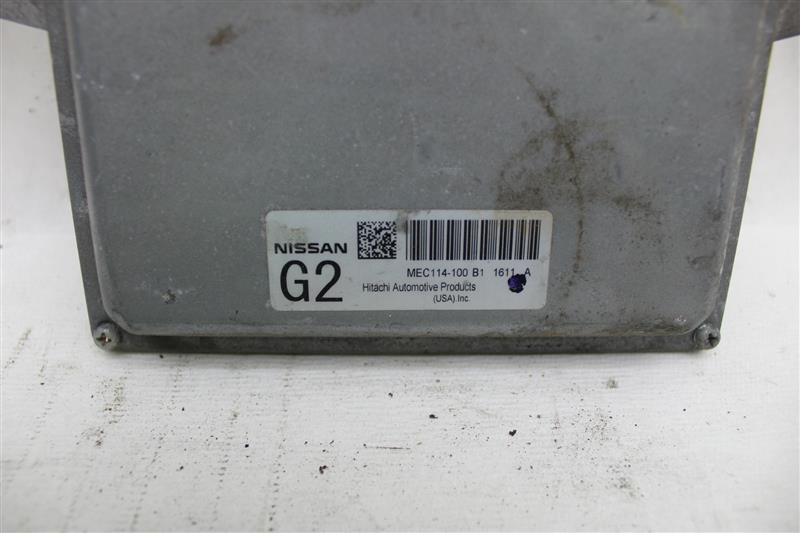 NISSAN
G2
MEC114-100 B1 1611 A
Hitachi Automotive Products
(USA).Inc.